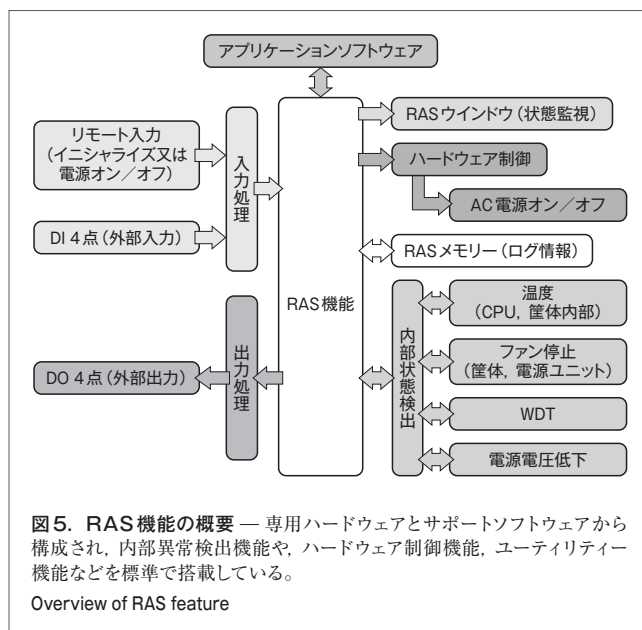 アプリケーションソフトウェア
リモート入力
(イニシャライズ又は
電源オン／オフ)
DI 4点(外部入力)
入力処理
RAS機能
出力処理
DO 4点(外部出力)
RASウインドウ(状態監視)
ハードウェア制御
AC電源オン／オフ
RASメモリー(ログ情報)
内部状態検出
温度
(CPU, 筐体内部)
ファン停止
(筐体, 電源ユニット)
WDT
電源電圧低下
図5. RAS機能の概要 ― 専用ハードウェアとサポートソフトウェアから
構成され, 内部異常検出機能や, ハードウェア制御機能, ユーティリティー
機能などを標準で搭載している。
Overview of RAS feature